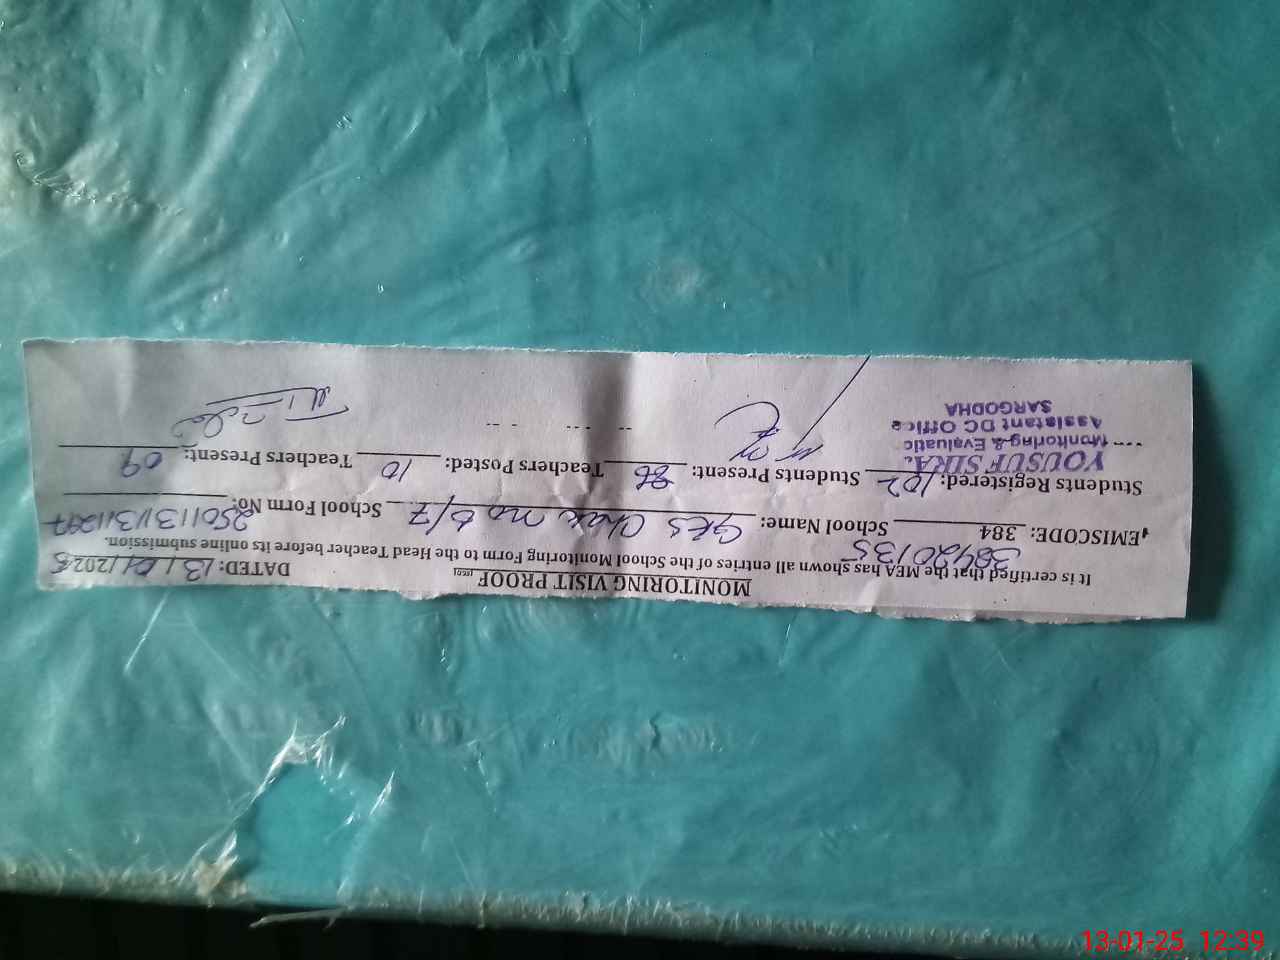 MONITORING VISIT PROOF
DATED: 13/01/2025
It is certified that the MEA has shown all entries of the School Monitoring Form to the Head Teacher before its online submission.
38420135
EMISCODE: 384 School Name: GES Chak no 6/7 School Form No:
Students Registered: 102 Students Present: 86 Teachers Posted: 10 Teachers Present: 09
YOUSUF SIRA
Monitoring & Evaluatic
Assistant DC Office
SARGODHA
13-01-25 12:39